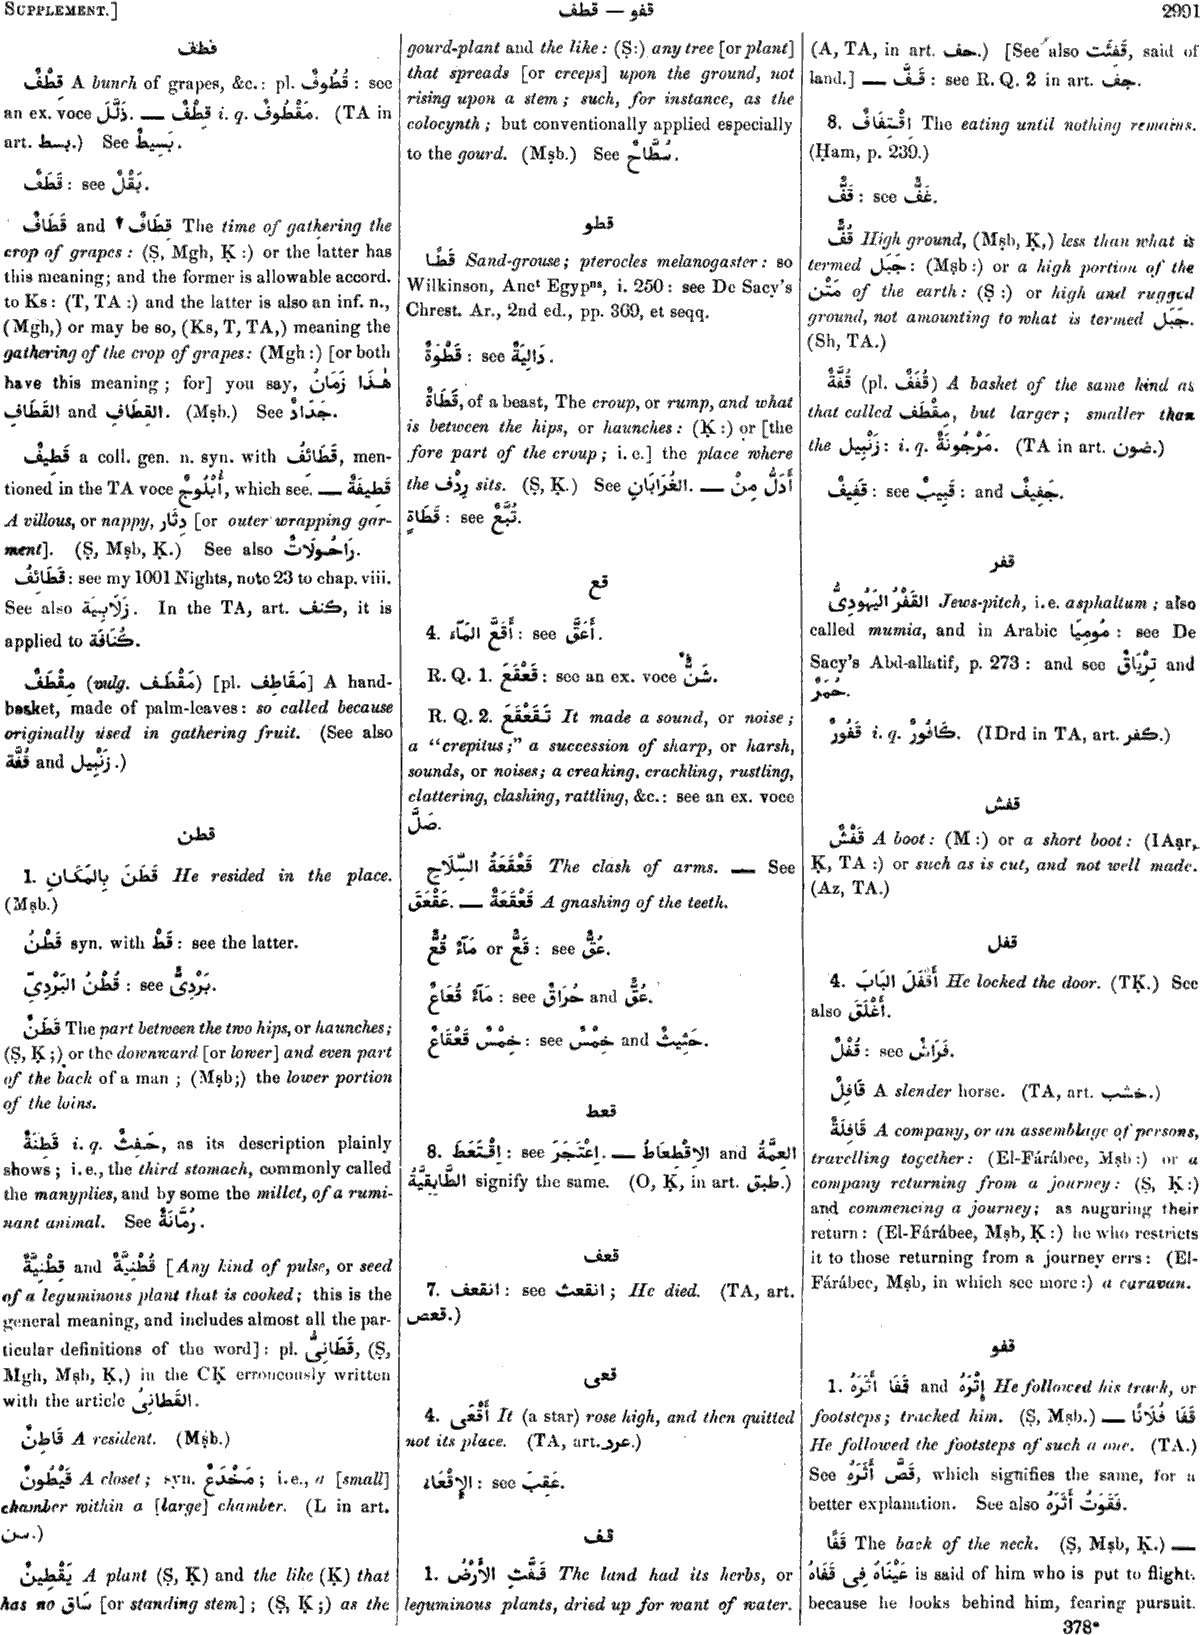 SUPPLEMENT.] قفو — قطف 2991
قطف
قِطْفٌ A bunch of grapes, &c.: pl. قُطُوفٌ: see
an ex. voce ذَلَّلَ. — قِطْفٌ i. q. مَقْطُوفٌ. (TA in
art. بسط.) See بَسِيطٌ.
قَطَفٌ: see بَقْلٌ.
قَطَافٌ and ↑ قِطَافٌ The time of gathering the
crop of grapes: (Ṣ, Mgh, Ḳ:) or the latter has
this meaning; and the former is allowable accord.
to Ks: (T, TA:) and the latter is also an inf. n.,
(Mgh,) or may be so, (Ks, T, TA,) meaning the
gathering of the crop of grapes: (Mgh:) [or both
have this meaning; for] you say, هٰذَا زَمَانُ
القَطَافِ and القِطَافِ. (Mṣb.) See جَدَادٌ.
قَطِيفٌ a coll. gen. n. syn. with قَطَائِفُ, men-
tioned in the TA voce أُبْلُوجٌ, which see. — قَطِيفَةٌ
A villous, or nappy, دِثَار [or outer wrapping gar-
ment]. (Ṣ, Mṣb, Ḳ.) See also رَاحُولَاتٌ.
قَطَائِفُ: see my 1001 Nights, note 23 to chap. viii.
See also زَلَابِيَة. In the TA, art. كنف, it is
applied to كُنَافَة.
مِقْطَفٌ (vulg. مَقْطَف) [pl. مَقَاطِف] A hand-
basket, made of palm-leaves: so called because
originally used in gathering fruit. (See also
قُفَّة and زَنْبِيل.)
قطن
1. قَطَنَ بِالمَكَانِ He resided in the place.
(Mṣb.)
قَطْنُ syn. with قَطْ: see the latter.
قُطْنُ البَرْدِىِّ: see بَرْدِىٌّ.
قَطَنٌ The part between the two hips, or haunches;
(Ṣ, Ḳ;) or the downward [or lower] and even part
of the back of a man; (Mṣb;) the lower portion
of the loins.
قَطِنَةٌ i. q. حَفِثٌ, as its description plainly
shows; i.e., the third stomach, commonly called
the manyplies, and by some the millet, of a rumi-
nant animal. See رُمَّانَةٌ.
قِطْنِيَّةٌ and قُطْنِيَّةٌ [Any kind of pulse, or seed
of a leguminous plant that is cooked; this is the
general meaning, and includes almost all the par-
ticular definitions of the word]: pl. قَطَانِىُّ, (Ṣ,
Mgh, Mṣb, Ḳ,) in the CḲ erroneously written
with the article القَطانِىُ.
قَاطِنٌ A resident. (Mṣb.)
قَيْطُونٌ A closet; syn. مَخْدَعٌ; i.e., a [small]
chamber within a [large] chamber. (L in art.
سن.)
يَقْطِينٌ A plant (Ṣ, Ḳ) and the like (Ḳ) that
has no سَاق [or standing stem]; (Ṣ, Ḳ;) as the
gourd-plant and the like: (Ṣ:) any tree [or plant]
that spreads [or creeps] upon the ground, not
rising upon a stem; such, for instance, as the
colocynth; but conventionally applied especially
to the gourd. (Mṣb.) See سُطَّاحٌ.
قطو
قَطًا Sand-grouse; pterocles melanogaster: so
Wilkinson, Ancᵗ Egypⁿˢ, i. 250: see De Sacy's
Chrest. Ar., 2nd ed., pp. 369, et seqq.
قَطْوَةٌ: see دَالِيَةٌ.
قَطَاةٌ, of a beast, The croup, or rump, and what
is between the hips, or haunches: (Ḳ:) or [the
fore part of the croup; i.e.] the place where
the رِدْف sits. (Ṣ, Ḳ.) See الغُرَابَانِ. — أَدَلُّ مِنْ
قَطَاةٍ: see تُبَّعٌ.
قع
4. أَقَعَّ المَآءَ: see أَعَقَّ.
R. Q. 1. قَعْقَعَ: see an ex. voce شَنٌّ.
R. Q. 2. تَقَعْقَعَ It made a sound, or noise;
a "crepitus;" a succession of sharp, or harsh,
sounds, or noises; a creaking, crackling, rustling,
clattering, clashing, rattling, &c.: see an ex. voce
صَلَّ.
قَعْقَعَةُ السِّلَاحِ The clash of arms. — See
عَقْعَقَ. — قَعْقَعَةٌ A gnashing of the teeth.
مَآءٌ قُعٌّ or قَعٌّ: see عُقٌّ.
مَآءٌ قُعَاعٌ: see حُرَاقٌ and عُقٌّ.
خِمْسٌ قَعْقَاعٌ: see خِمْسٌ and حَثِيثٌ.
قعط
8. اِقْتَعَطَ: see اِعْتَجَرَ. — الاِقْطِعَاطُ and العِمَّةُ
الطَّابِقِيَّةُ signify the same. (O, Ḳ, in art. طبق.)
قعف
7. انقعف: see انقعث; He died. (TA, art.
قعص.)
قعى
4. أَقْعَى It (a star) rose high, and then quitted
not its place. (TA, art. عرد.)
الإِقْعَاء: see عَقِبَ.
قف
1. قَفَّتِ الأَرْضُ The land had its herbs, or
leguminous plants, dried up for want of water.
(A, TA, in art. حف.) [See also قَفَّت, said of
land.] — قَفَّ: see R. Q. 2 in art. جف.
8. اِقْتِفَافٌ The eating until nothing remains.
(Ḥam, p. 239.)
قَفٌّ: see غَفٌّ.
قُفٌّ High ground, (Mṣb, Ḳ,) less than what is
termed جَبَل: (Mṣb:) or a high portion of the
مَتْن of the earth: (Ṣ:) or high and rugged
ground, not amounting to what is termed جَبَل.
(Sh, TA.)
قُفَّةٌ (pl. قُفَفٌ) A basket of the same kind as
that called مِقْطَف, but larger; smaller than
the زَنْبِيل: i. q. مَرْجُونَةٌ. (TA in art. ضون.)
قَفِيفٌ: see قَبِيبٌ: and جَفِيفٌ.
قفر
القَفْرُ اليَهُودِىُّ Jews-pitch, i.e. asphaltum; also
called mumia, and in Arabic مُومِيَا: see De
Sacy's Abd-allatif, p. 273: and see تِرْيَاقٌ and
حُمَرٌ.
قَفُورٌ i. q. كَافُورٌ. (IDrd in TA, art. كفر.)
قفش
قَفْشٌ A boot: (M:) or a short boot: (IAạr,
Ḳ, TA:) or such as is cut, and not well made.
(Az, TA.)
قفل
4. أَقْفَلَ البَابَ He locked the door. (TḲ.) See
also أَغْلَقَ.
قُفْلٌ: see فَرَاشٌ.
قَافِلٌ A slender horse. (TA, art. خشب.)
قَافِلَةٌ A company, or an assemblage of persons,
travelling together: (El-Fárábee, Mṣb:) or a
company returning from a journey: (Ṣ, Ḳ:)
and commencing a journey; as auguring their
return: (El-Fárábee, Mṣb, Ḳ:) he who restricts
it to those returning from a journey errs: (El-
Fárábee, Mṣb, in which see more:) a caravan.
قفو
1. قَفَا أَثَرَهُ and إِثْرَهُ He followed his track, or
footsteps; tracked him. (Ṣ, Mṣb.) — قَفَا فُلَانًا
He followed the footsteps of such a one. (TA.)
See قَصَّ أَثَرَهُ, which signifies the same, for a
better explanation. See also فَقَوْتُ أَثَرَهُ.
قَفًا The back of the neck. (Ṣ, Mṣb, Ḳ.) —
عَيْنَاهُ فِى قَفَاهُ is said of him who is put to flight:
because he looks behind him, fearing pursuit.
378*